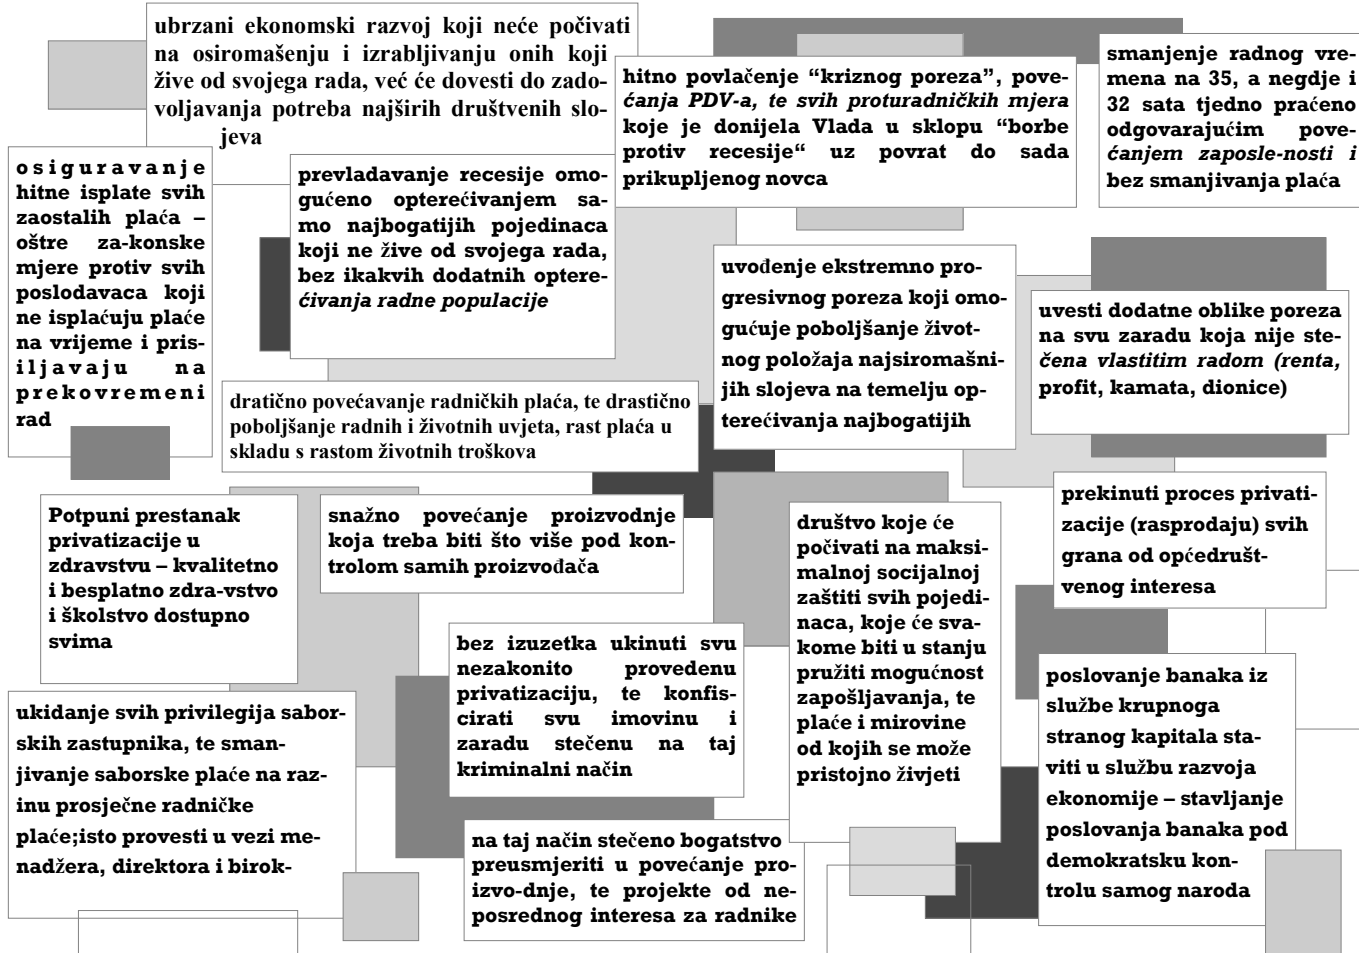 ubrzani ekonomski razvoj koji neće počivati
na osiromašenju i izrabljivanju onih koji
žive od svojega rada, već će dovesti do zado-
voljavanja potreba najširih društvenih slo-
jeva
hitno povlačenje “kriznog poreza”, pove-
ćanja PDV-a, te svih proturadničkih mjera
koje je donijela Vlada u sklopu “borbe
protiv recesije“ uz povrat do sada
prikupljenog novca
smanjenje radnog vre-
mena na 35, a negdje i
32 sata tjedno praćeno
odgovarajućim pove-
ćanjem zaposle-nosti i
bez smanjivanja plaća
osiguravanje
hitne isplate svih
zaostalih plaća –
oštre za-konske
mjere protiv svih
poslodavaca koji
ne isplaćuju plaće
na vrijeme i pris-
iljavaju na
prekovremeni
rad
prevladavanje recesije omo-
gućeno opterećivanjem sa-
mo najbogatijih pojedinaca
koji ne žive od svojega rada,
bez ikakvih dodatnih optere-
ćivanja radne populacije
uvođenje ekstremno pro-
gresivnog poreza koji omo-
gućuje poboljšanje život-
nog položaja najsiromašni-
jih slojeva na temelju op-
terećivanja najbogatijih
uvesti dodatne oblike poreza
na svu zaradu koja nije ste-
čena vlastitim radom (renta,
profit, kamata, dionice)
dratično povećavanje radničkih plaća, te drastično
poboljšanje radnih i životnih uvjeta, rast plaća u
skladu s rastom životnih troškova
Potpuni prestanak
privatizacije u
zdravstvu – kvalitetno
i besplatno zdra-vstvo
i školstvo dostupno
svima
snažno povećanje proizvodnje
koja treba biti što više pod kon-
trolom samih proizvođača
društvo koje će
počivati na maksi-
malnoj socijalnoj
zaštiti svih pojedi-
naca, koje će sva-
kome biti u stanju
pružiti mogućnost
zapošljavanja, te
plaće i mirovine
od kojih se može
pristojno živjeti
prekinuti proces privati-
zacije (rasprodaju) svih
grana od općedrušt-
venog interesa
bez izuzetka ukinuti svu
nezakonito provedenu
privatizaciju, te konfis-
cirati svu imovinu i
zaradu stečenu na taj
kriminalni način
poslovanje banaka iz
službe krupnoga
stranog kapitala sta-
viti u službu razvoja
ekonomije – stavljanje
poslovanja banaka pod
demokratsku kon-
trolu samog naroda
ukidanje svih privilegija sabor-
skih zastupnika, te sman-
jivanje saborske plaće na raz-
inu prosječne radničke
plaće;isto provesti u vezi me-
nadžera, direktora i birok-
na taj način stečeno bogatstvo
preusmjeriti u povećanje pro-
izvo-dnje, te projekte od ne-
posrednog interesa za radnike